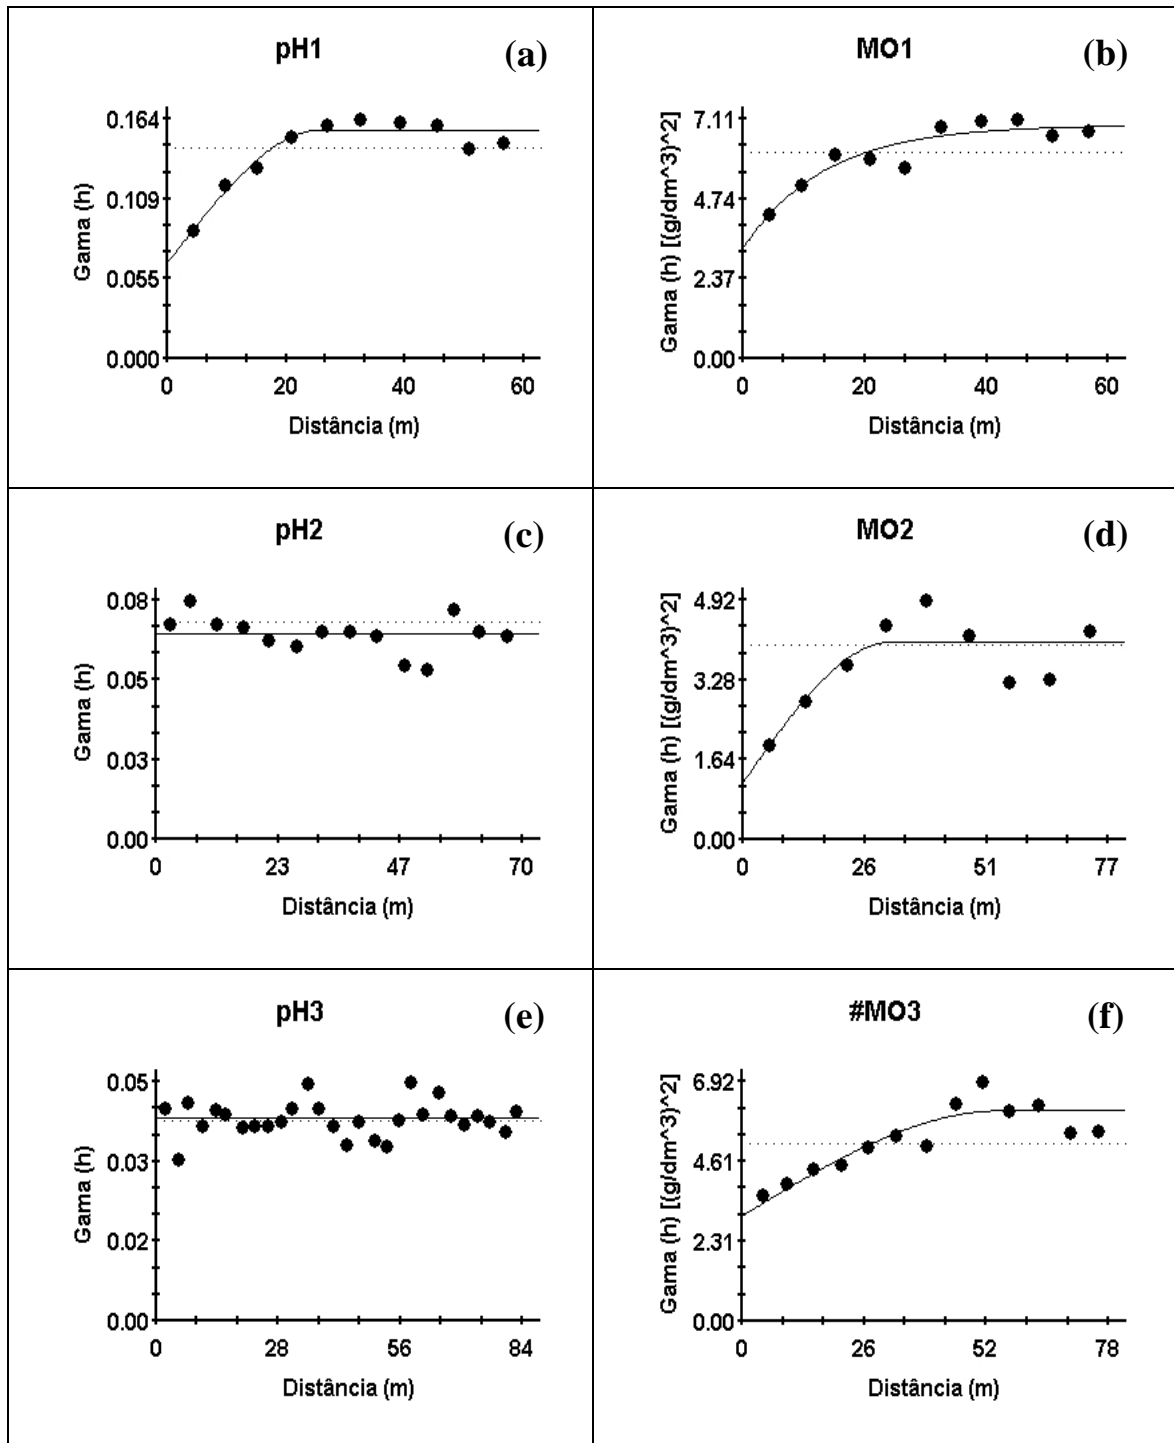 pH1 (a)
Gama (h)
0.164
0.109
0.055
0.000
0 20 40 60
Distância (m)
MO1 (b)
Gama (h) [(g/dm^3)^2]
7.11
4.74
2.37
0.00
0 20 40 60
Distância (m)
pH2 (c)
Gama (h)
0.08
0.05
0.03
0.00
0 23 47 70
Distância (m)
MO2 (d)
Gama (h) [(g/dm^3)^2]
4.92
3.28
1.64
0.00
0 26 51 77
Distância (m)
pH3 (e)
Gama (h)
0.05
0.03
0.02
0.00
0 28 56 84
Distância (m)
#MO3 (f)
Gama (h) [(g/dm^3)^2]
6.92
4.61
2.31
0.00
0 26 52 78
Distância (m)